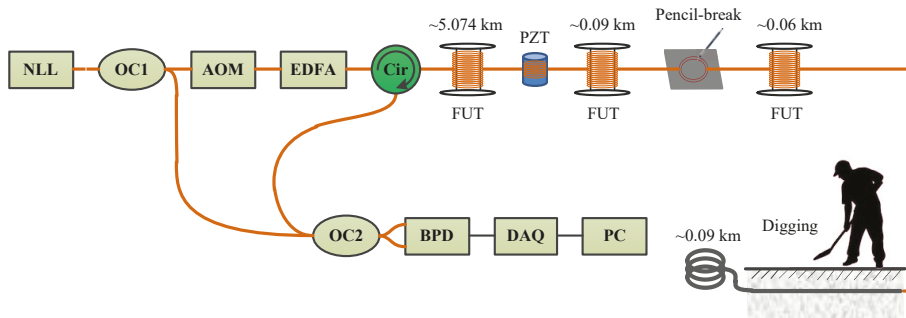 ~5.074 km
PZT
~0.09 km
Pencil-break
~0.06 km
NLL
OC1
AOM
EDFA
Cir
FUT
FUT
FUT
OC2
BPD
DAQ
PC
~0.09 km
Digging